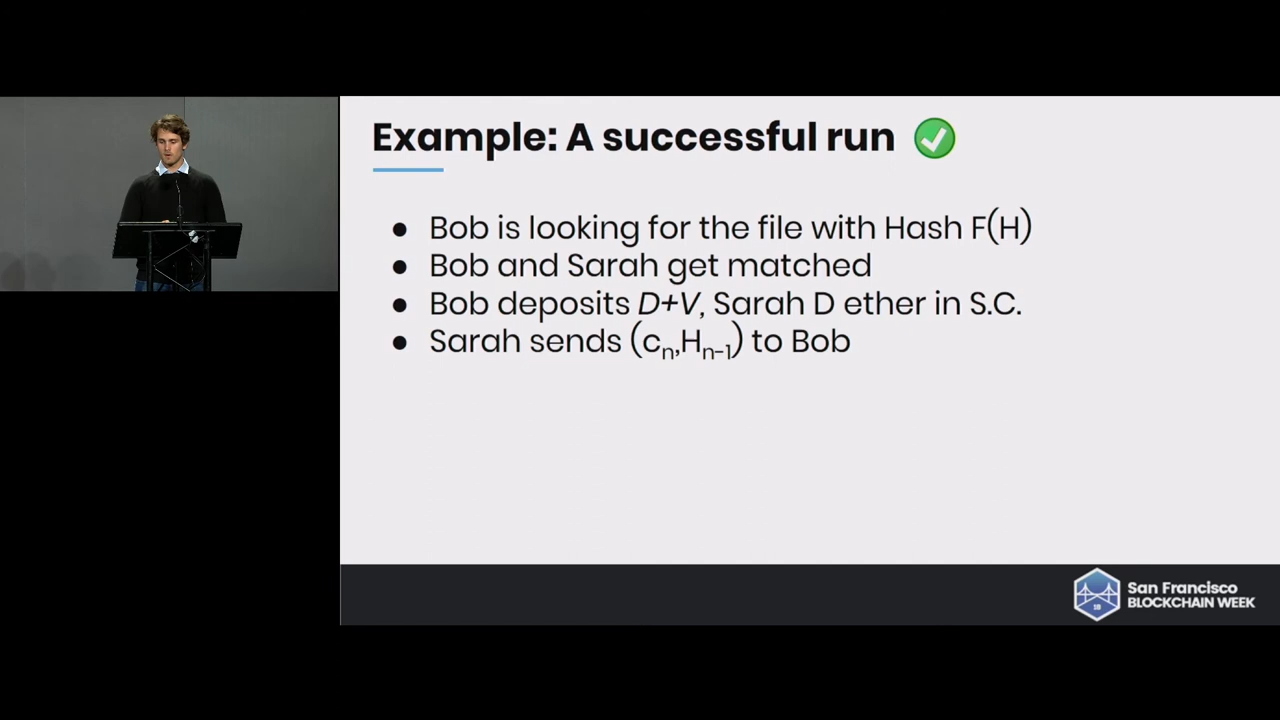 Example: A successful run
● Bob is looking for the file with Hash F(H)
● Bob and Sarah get matched
● Bob deposits D+V, Sarah D ether in S.C.
● Sarah sends (cn,Hn-1) to Bob
18
San Francisco
BLOCKCHAIN WEEK